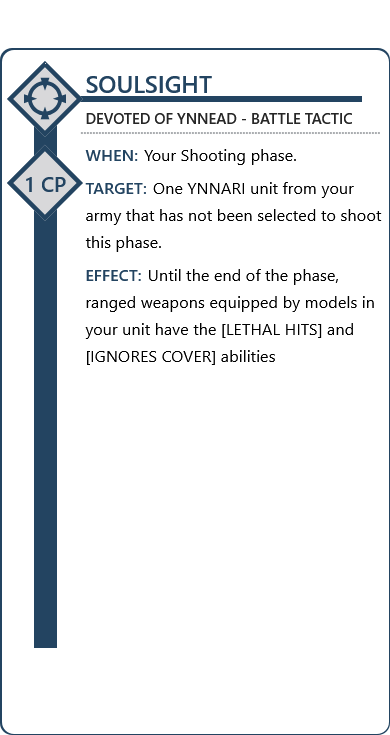 SOULSIGHT
DEVOTED OF YNNEAD - BATTLE TACTIC
WHEN: Your Shooting phase.
1 CP
TARGET: One YNNARI unit from your
army that has not been selected to shoot
this phase.
EFFECT: Until the end of the phase,
ranged weapons equipped by models in
your unit have the [LETHAL HITS] and
[IGNORES COVER] abilities